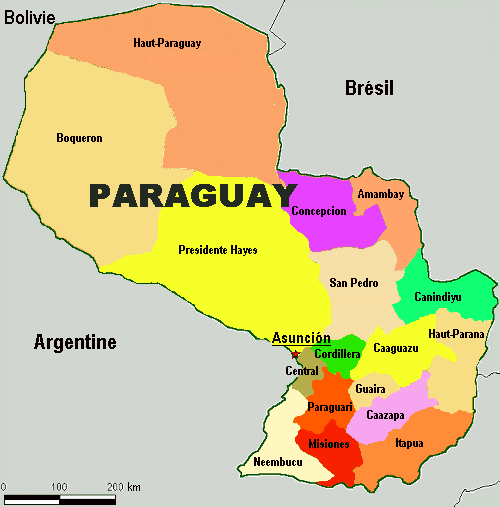 Bolivie
Haut-Paraguay
Brésil
Boqueron
PARAGUAY
Concepcion
Amambay
Presidente Hayes
San Pedro
Canindiyu
Argentine
Asunción
Cordillera
Caaguazu
Haut-Parana
Central
Guaira
Paraguari
Caazapa
Misiones
Itapua
Neembucu
0 100 200 km